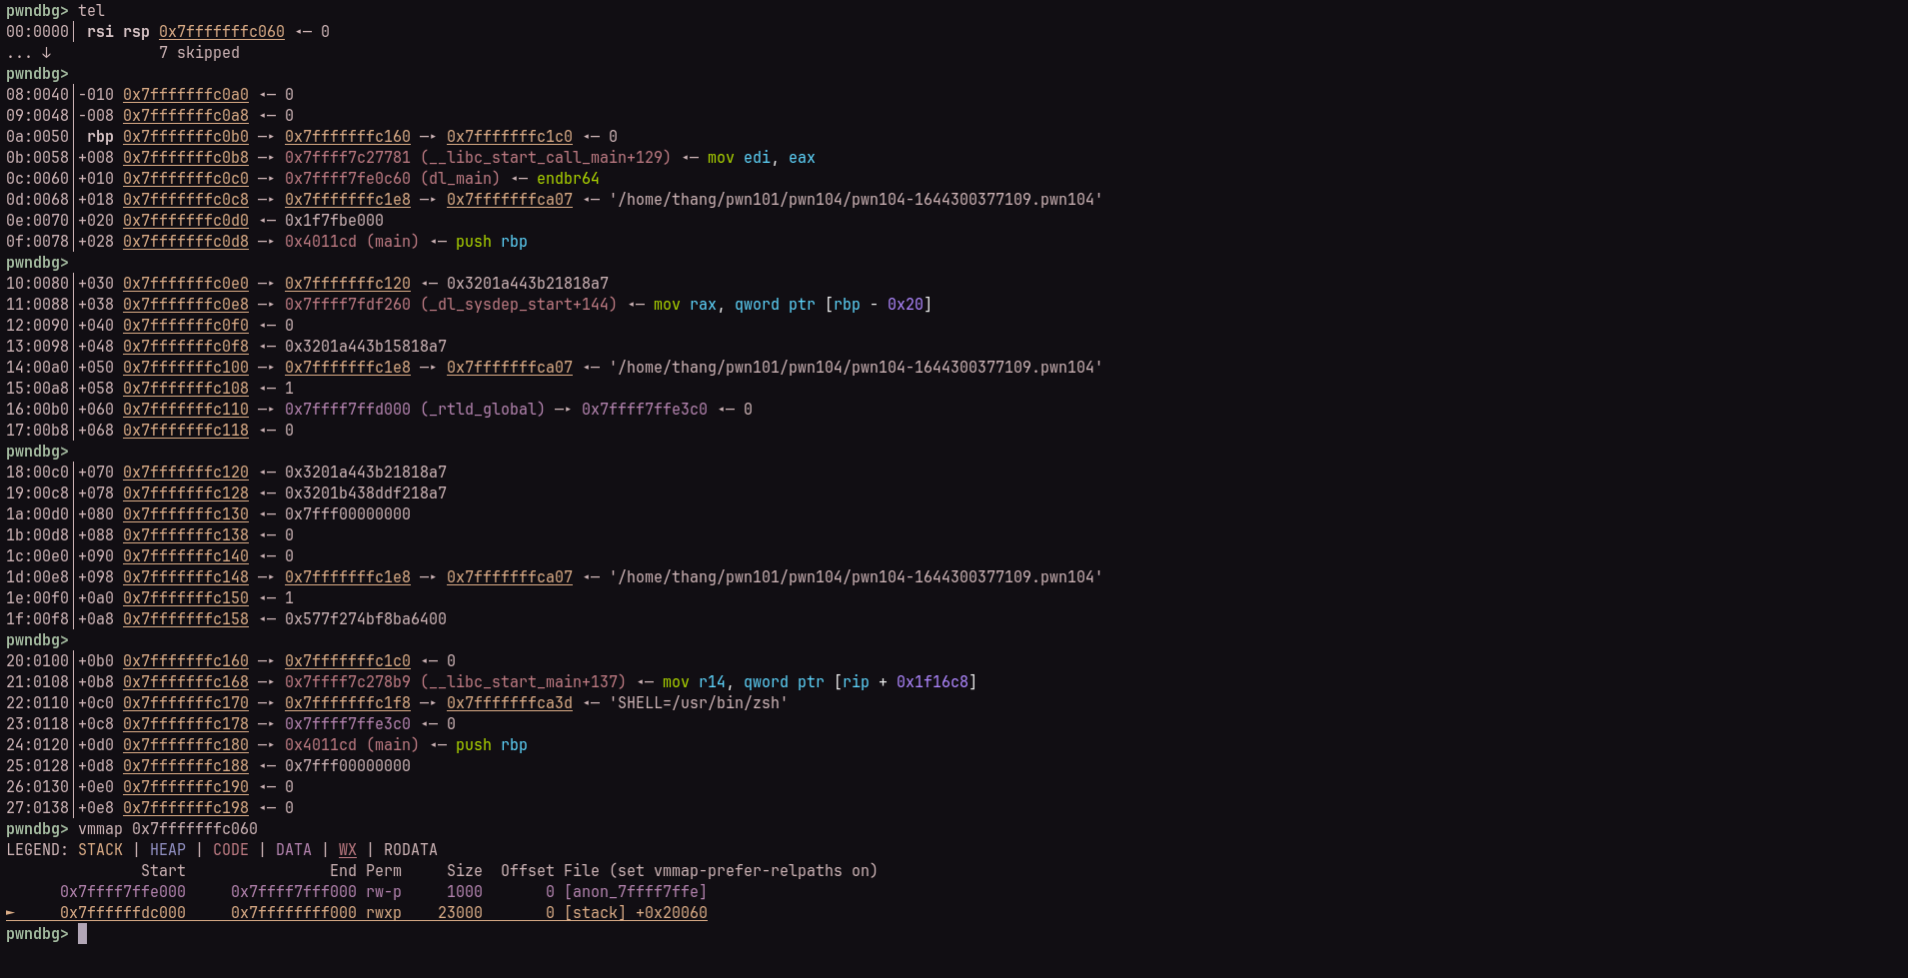 pwndbg> tel
00:0000│ rsi rsp 0x7fffffffc060 ◂— 0
... ↓            7 skipped
pwndbg>
08:0040│-010 0x7fffffffc0a0 ◂— 0
09:0048│-008 0x7fffffffc0a8 ◂— 0
0a:0050│ rbp 0x7fffffffc0b0 —▸ 0x7fffffffc160 —▸ 0x7fffffffc1c0 ◂— 0
0b:0058│+008 0x7fffffffc0b8 —▸ 0x7ffff7c27781 (__libc_start_call_main+129) ◂— mov edi, eax
0c:0060│+010 0x7fffffffc0c0 —▸ 0x7ffff7fe0c60 (dl_main) ◂— endbr64
0d:0068│+018 0x7fffffffc0c8 —▸ 0x7fffffffc1e8 —▸ 0x7fffffffca07 ◂— '/home/thang/pwn101/pwn104/pwn104-1644300377109.pwn104'
0e:0070│+020 0x7fffffffc0d0 ◂— 0x1f7fbe000
0f:0078│+028 0x7fffffffc0d8 —▸ 0x4011cd (main) ◂— push rbp
pwndbg>
10:0080│+030 0x7fffffffc0e0 —▸ 0x7fffffffc120 ◂— 0x3201a443b21818a7
11:0088│+038 0x7fffffffc0e8 —▸ 0x7ffff7fdf260 (_dl_sysdep_start+144) ◂— mov rax, qword ptr [rbp - 0x20]
12:0090│+040 0x7fffffffc0f0 ◂— 0
13:0098│+048 0x7fffffffc0f8 ◂— 0x3201a443b15818a7
14:00a0│+050 0x7fffffffc100 —▸ 0x7fffffffc1e8 —▸ 0x7fffffffca07 ◂— '/home/thang/pwn101/pwn104/pwn104-1644300377109.pwn104'
15:00a8│+058 0x7fffffffc108 ◂— 1
16:00b0│+060 0x7fffffffc110 —▸ 0x7ffff7ffd000 (_rtld_global) —▸ 0x7ffff7ffe3c0 ◂— 0
17:00b8│+068 0x7fffffffc118 ◂— 0
pwndbg>
18:00c0│+070 0x7fffffffc120 ◂— 0x3201a443b21818a7
19:00c8│+078 0x7fffffffc128 ◂— 0x3201b438ddf218a7
1a:00d0│+080 0x7fffffffc130 ◂— 0x7fff00000000
1b:00d8│+088 0x7fffffffc138 ◂— 0
1c:00e0│+090 0x7fffffffc140 ◂— 0
1d:00e8│+098 0x7fffffffc148 —▸ 0x7fffffffc1e8 —▸ 0x7fffffffca07 ◂— '/home/thang/pwn101/pwn104/pwn104-1644300377109.pwn104'
1e:00f0│+0a0 0x7fffffffc150 ◂— 1
1f:00f8│+0a8 0x7fffffffc158 ◂— 0x577f274bf8ba6400
pwndbg>
20:0100│+0b0 0x7fffffffc160 —▸ 0x7fffffffc1c0 ◂— 0
21:0108│+0b8 0x7fffffffc168 —▸ 0x7ffff7c278b9 (__libc_start_main+137) ◂— mov r14, qword ptr [rip + 0x1f16c8]
22:0110│+0c0 0x7fffffffc170 —▸ 0x7fffffffc1f8 —▸ 0x7fffffffca3d ◂— 'SHELL=/usr/bin/zsh'
23:0118│+0c8 0x7fffffffc178 —▸ 0x7ffff7ffe3c0 ◂— 0
24:0120│+0d0 0x7fffffffc180 —▸ 0x4011cd (main) ◂— push rbp
25:0128│+0d8 0x7fffffffc188 ◂— 0x7fff00000000
26:0130│+0e0 0x7fffffffc190 ◂— 0
27:0138│+0e8 0x7fffffffc198 ◂— 0
pwndbg> vmmap 0x7fffffffc060
LEGEND: STACK | HEAP | CODE | DATA | WX | RODATA
               Start                End Perm     Size  Offset File (set vmmap-prefer-relpaths on)
      0x7ffff7ffe000     0x7ffff7fff000 rw-p     1000       0 [anon_7ffff7ffe]
►     0x7ffffffdc000     0x7ffffffff000 rwxp    23000       0 [stack] +0x20060
pwndbg>